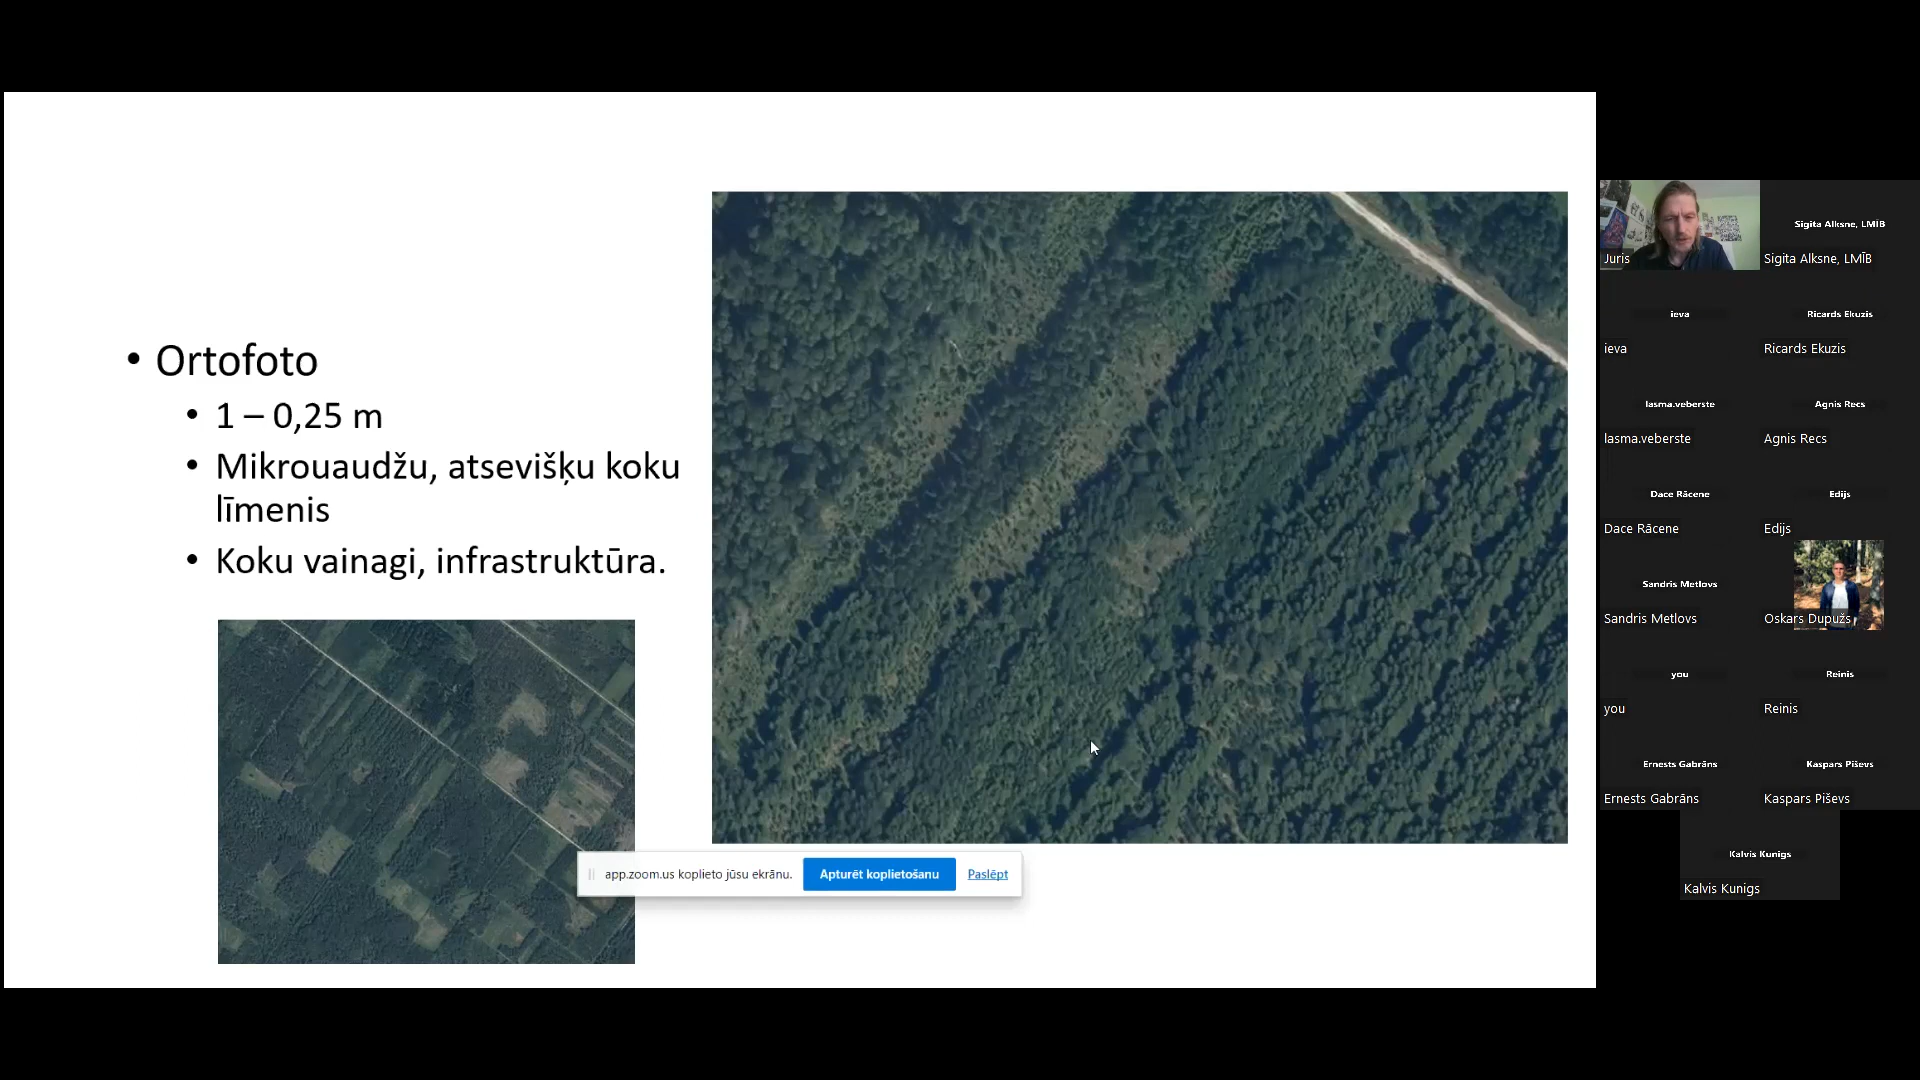 • Ortofoto
• 1 – 0,25 m
• Mikrouaudžu, atsevišķu koku
līmenis
• Koku vainagi, infrastruktūra.
app.zoom.us koplieto jūsu ekrānu.
Apturēt koplietošanu
Paslēpt
Juris
Sigita Alksne, LMĪB
Sigita Alksne, LMĪB
ieva
ieva
Ricards Ekuzis
Ricards Ekuzis
lasma.veberste
lasma.veberste
Agnis Recs
Agnis Recs
Dace Rācene
Dace Rācene
Edijs
Edijs
Sandris Metlovs
Sandris Metlovs
Oskars Dupužs
you
you
Reinis
Reinis
Ernests Gabrāns
Ernests Gabrāns
Kaspars Piševs
Kaspars Piševs
Kalvis Kunigs
Kalvis Kunigs